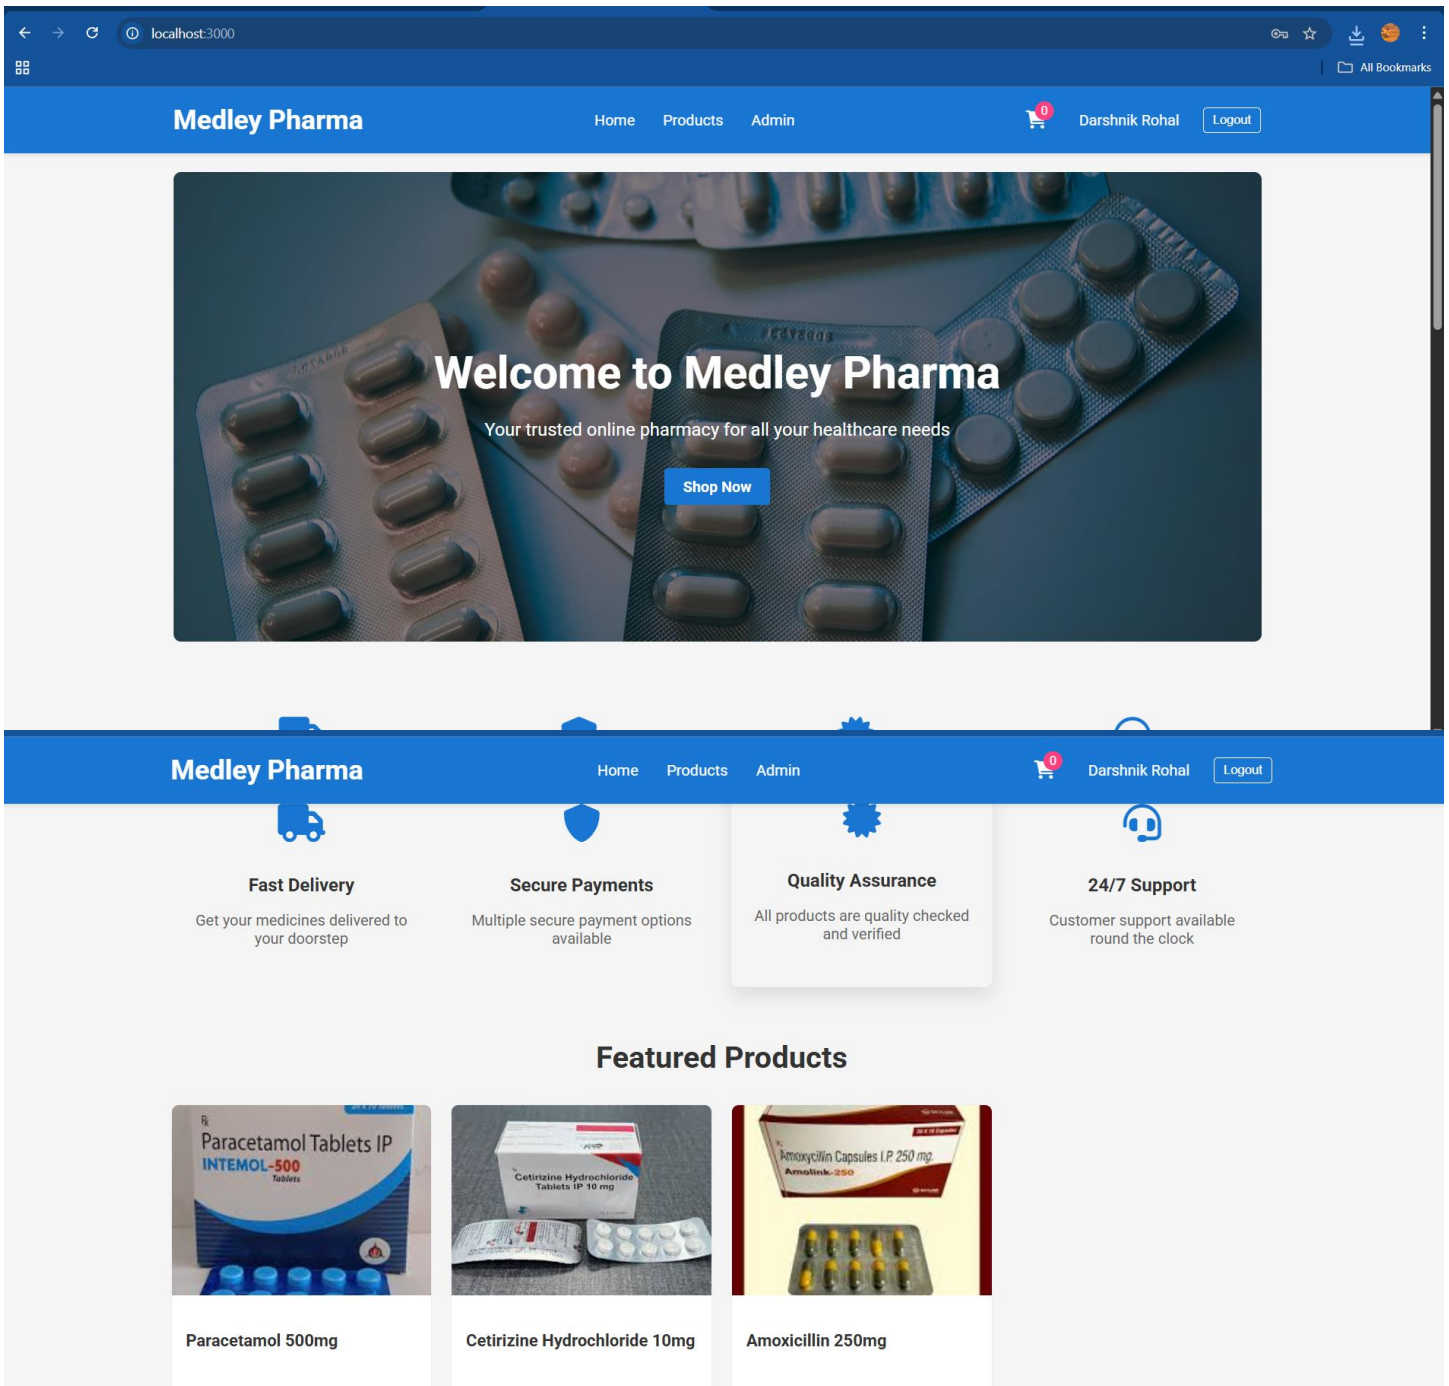 localhost:3000
All Bookmarks
Medley Pharma
Home Products Admin
0
Darshnik Rohal
Logout
Welcome to Medley Pharma
Your trusted online pharmacy for all your healthcare needs
Shop Now
Medley Pharma
Home Products Admin
0
Darshnik Rohal
Logout
Fast Delivery
Get your medicines delivered to
your doorstep
Secure Payments
Multiple secure payment options
available
Quality Assurance
All products are quality checked
and verified
24/7 Support
Customer support available
round the clock
Featured Products
Paracetamol Tablets IP
INTEMOL-500
Tablets
Cetirizine Hydrochloride
Tablets IP 10 mg
Amoxycillin Capsules I.P. 250 mg.
Amolink-250
Paracetamol 500mg
Cetirizine Hydrochloride 10mg
Amoxicillin 250mg